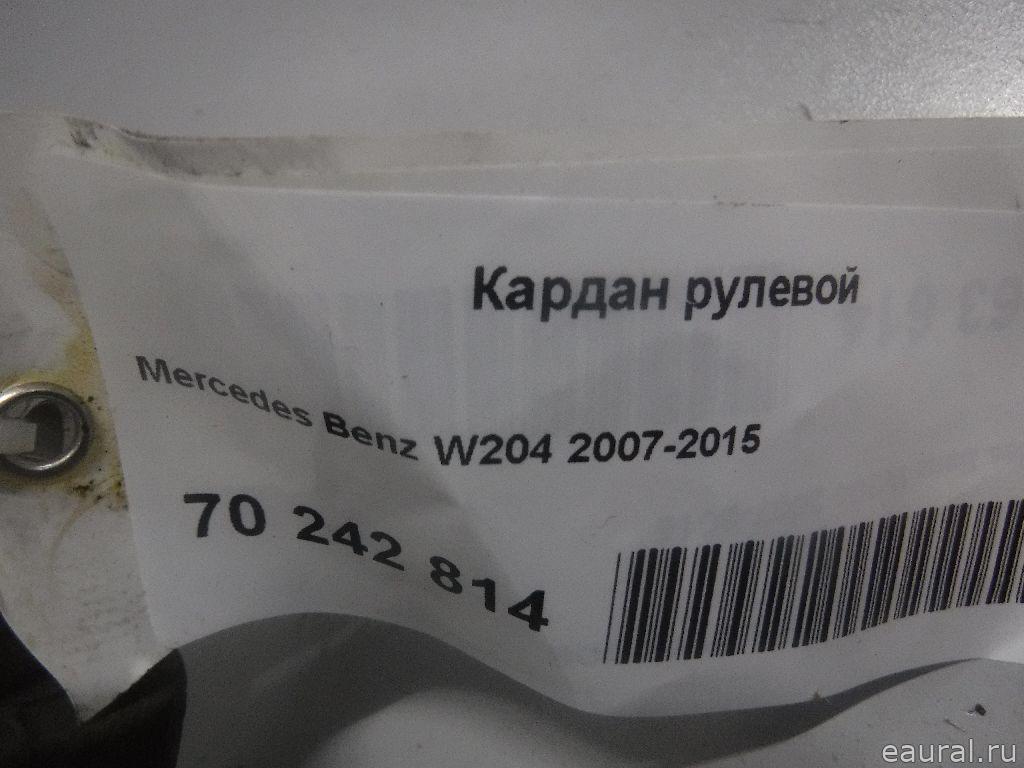 Кардан рулевой
Mercedes Benz W204 2007-2015
70 242 814
eaural.ru